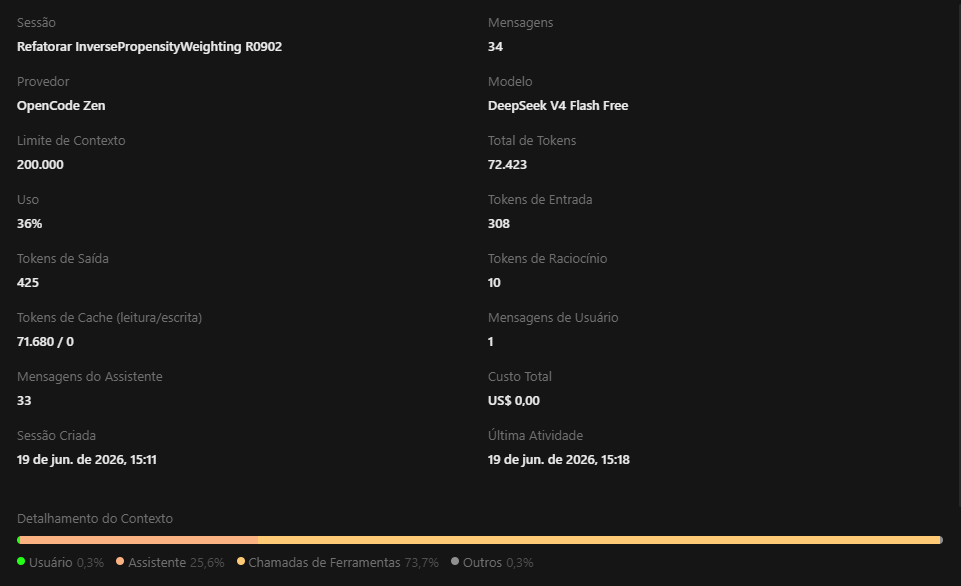 Sessão
Mensagens
Refatorar InversePropensityWeighting R0902
34
Provedor
Modelo
OpenCode Zen
DeepSeek V4 Flash Free
Limite de Contexto
Total de Tokens
200.000
72.423
Uso
Tokens de Entrada
36%
308
Tokens de Saída
Tokens de Raciocínio
425
10
Tokens de Cache (leitura/escrita)
Mensagens de Usuário
71.680 / 0
1
Mensagens do Assistente
Custo Total
33
US$ 0,00
Sessão Criada
Última Atividade
19 de jun. de 2026, 15:11
19 de jun. de 2026, 15:18
Detalhamento do Contexto
Usuário 0,3% Assistente 25,6% Chamadas de Ferramentas 73,7% Outros 0,3%